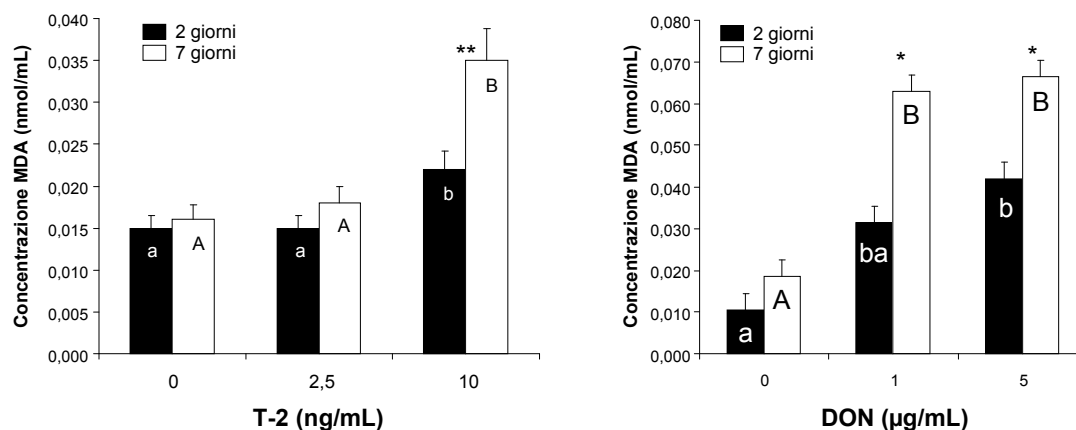 0,040
0,035
0,030
0,025
0,020
0,015
0,010
0,005
0,000
Concentrazione MDA (nmol/mL)
2 giorni
7 giorni
**
a
A
a
A
b
B
0
2,5
10
T-2 (ng/mL)
0,080
0,070
0,060
0,050
0,040
0,030
0,020
0,010
0,000
Concentrazione MDA (nmol/mL)
2 giorni
7 giorni
*
*
a
A
ba
B
b
B
0
1
5
DON (µg/mL)